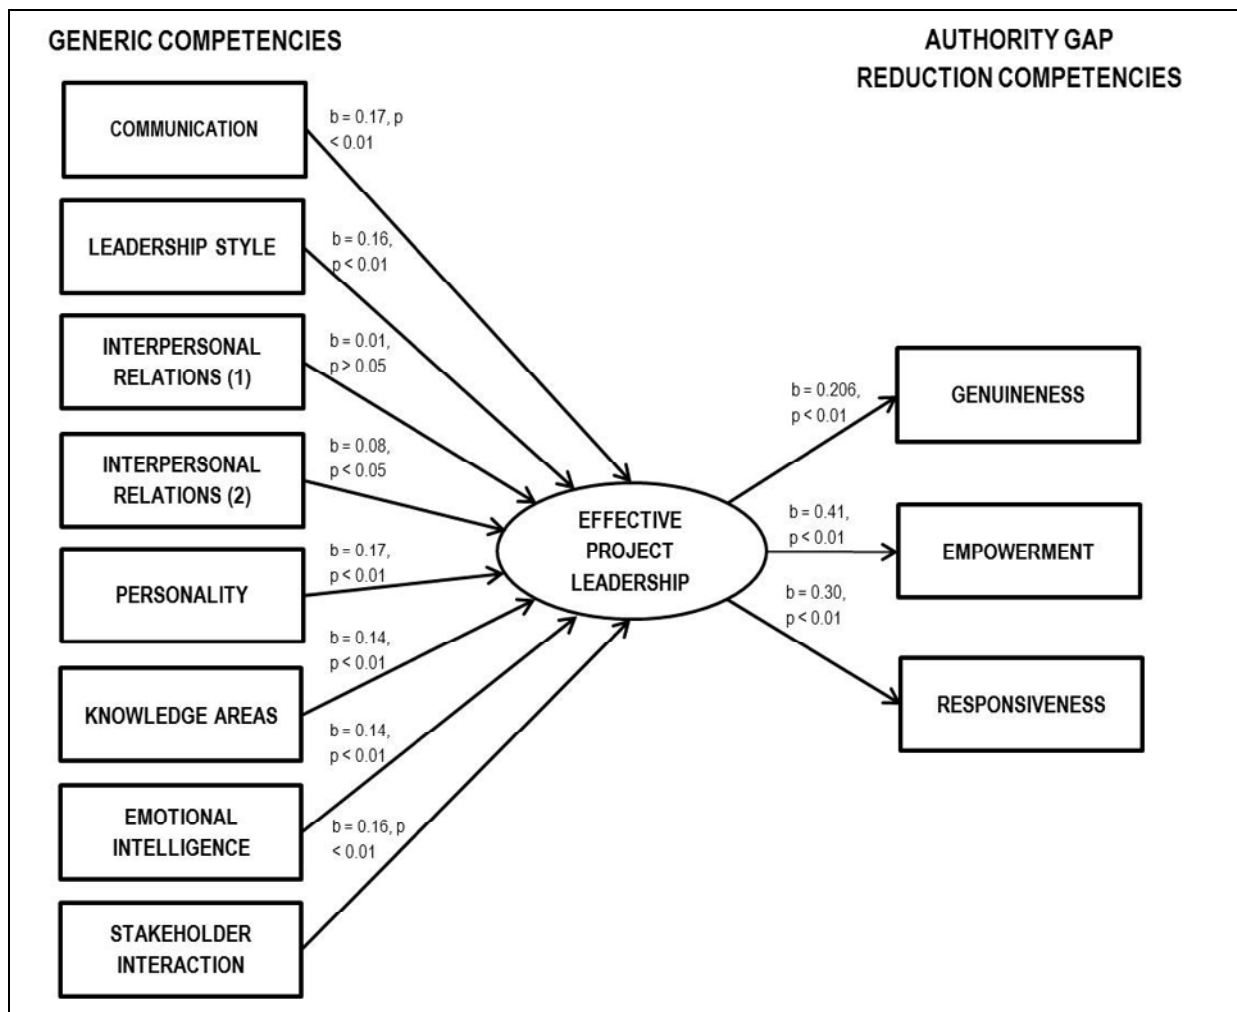 GENERIC COMPETENCIES
AUTHORITY GAP
REDUCTION COMPETENCIES
COMMUNICATION
b = 0.17, p
< 0.01
LEADERSHIP STYLE
b = 0.16,
p < 0.01
INTERPERSONAL
RELATIONS (1)
b = 0.01,
p > 0.05
INTERPERSONAL
RELATIONS (2)
b = 0.08,
p < 0.05
PERSONALITY
b = 0.17,
p < 0.01
KNOWLEDGE AREAS
b = 0.14,
p < 0.01
EMOTIONAL
INTELLIGENCE
b = 0.14,
p < 0.01
STAKEHOLDER
INTERACTION
b = 0.16, p
< 0.01
EFFECTIVE
PROJECT
LEADERSHIP
b = 0.206,
p < 0.01
GENUINENESS
b = 0.41,
p < 0.01
EMPOWERMENT
b = 0.30,
p < 0.01
RESPONSIVENESS